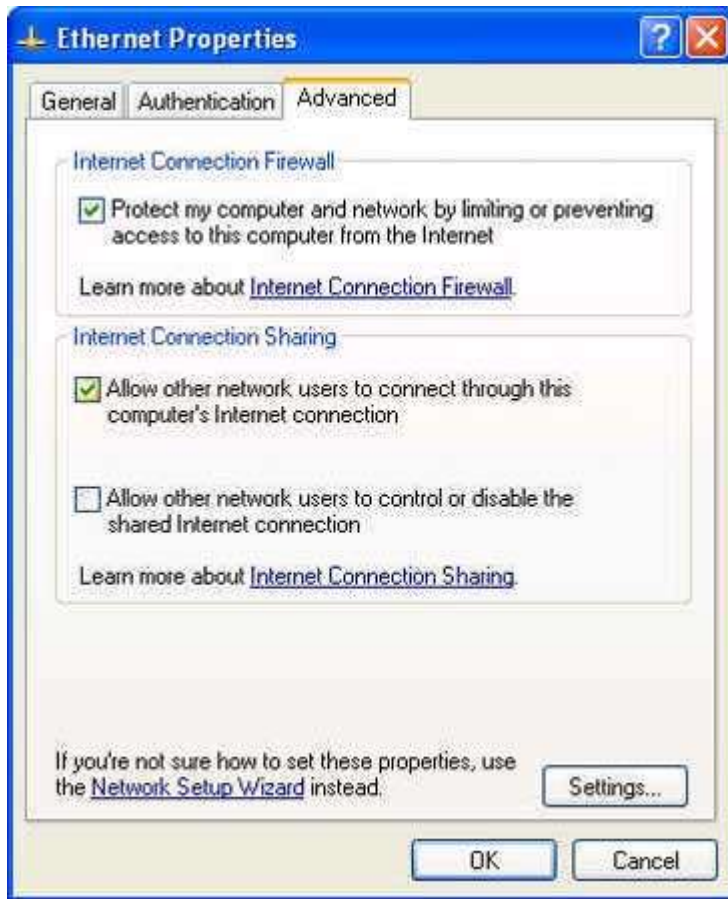 Ethernet Properties
General Authentication Advanced
Internet Connection Firewall
Protect my computer and network by limiting or preventing
access to this computer from the Internet
Learn more about Internet Connection Firewall.
Internet Connection Sharing
Allow other network users to connect through this
computer's Internet connection
Allow other network users to control or disable the
shared Internet connection
Learn more about Internet Connection Sharing.
If you're not sure how to set these properties, use
the Network Setup Wizard instead.
Settings...
OK Cancel